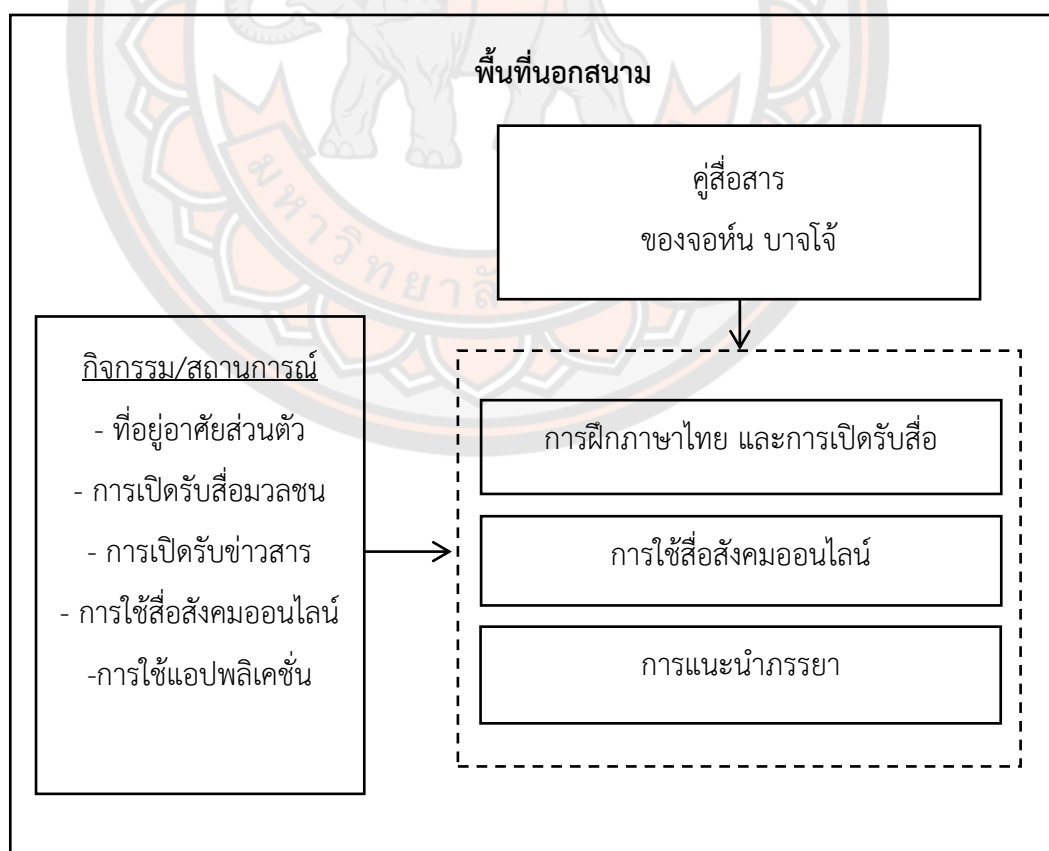 พื้นที่นอกสนาม
คู่สื่อสาร
ของจอห์น บาจโจ้
กิจกรรม/สถานการณ์
- ที่อยู่อาศัยส่วนตัว
- การเปิดรับสื่อมวลชน
- การเปิดรับข่าวสาร
- การใช้สื่อสังคมออนไลน์
-การใช้แอปพลิเคชั่น
การฝึกภาษาไทย และการเปิดรับสื่อ
การใช้สื่อสังคมออนไลน์
การแนะนำภรรยา
มหาวิทยาลั